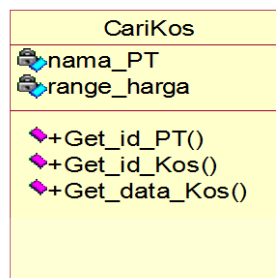 CariKos
nama_PT
range_harga
+Get_id_PT()
+Get_id_Kos()
+Get_data_Kos()